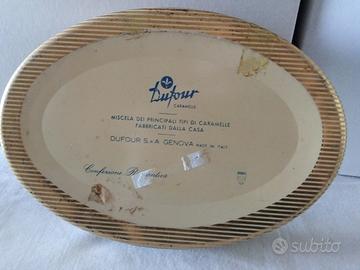 Dufour
CARAMELLE
MISCELA DEI PRINCIPALI TIPI DI CARAMELLE
FABBRICATI DALLA CASA
DUFOUR S.A GENOVA MADE IN ITALY
Confezione
subito